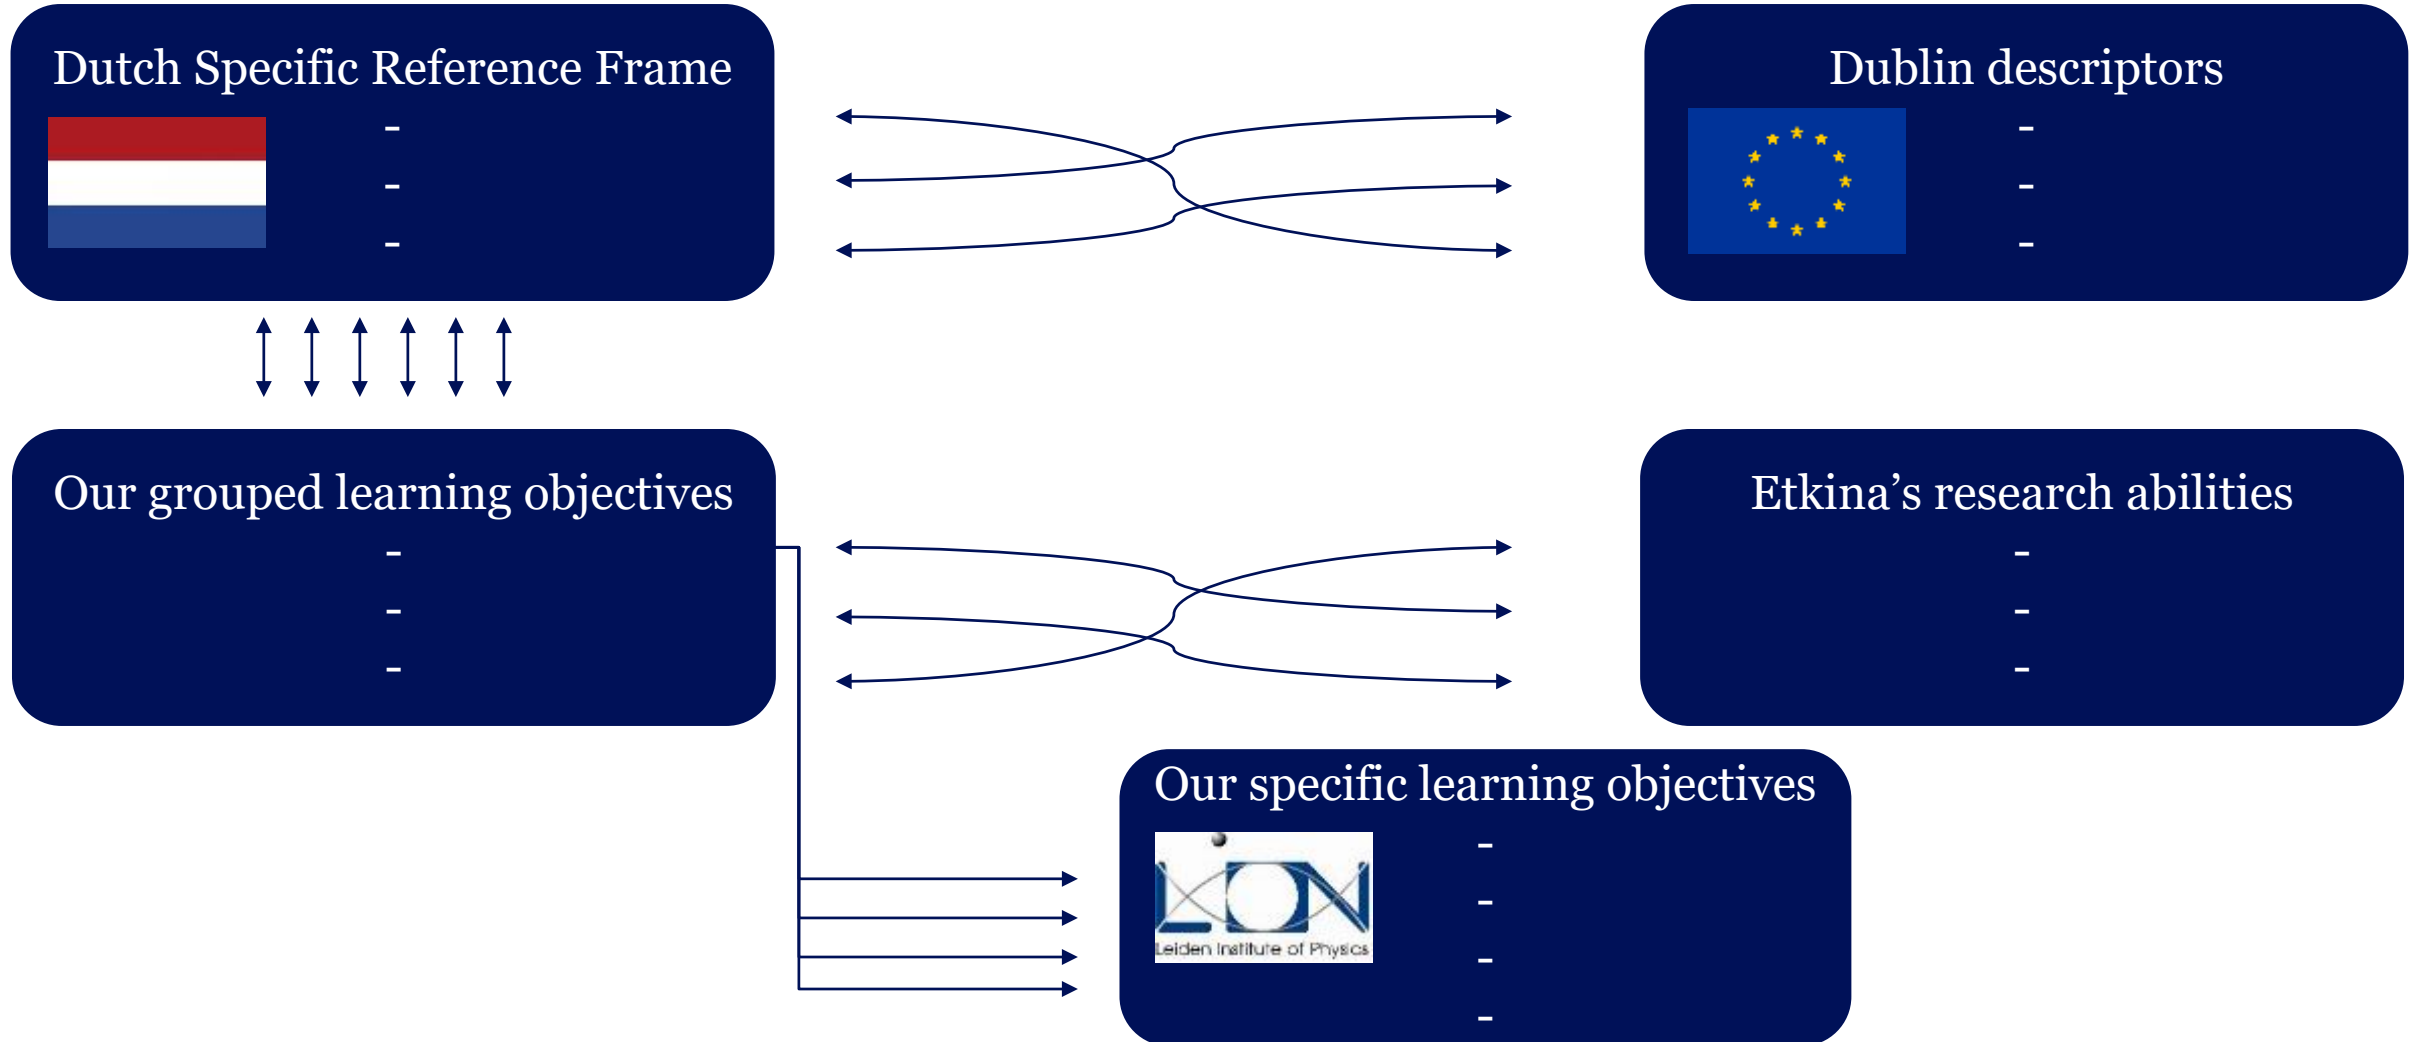 Dutch Specific Reference Frame
-
-
-
Dublin descriptors
-
-
-
Our grouped learning objectives
-
-
-
Etkina’s research abilities
-
-
-
Our specific learning objectives
-
-
-
-
LION
Leiden Institute of Physics